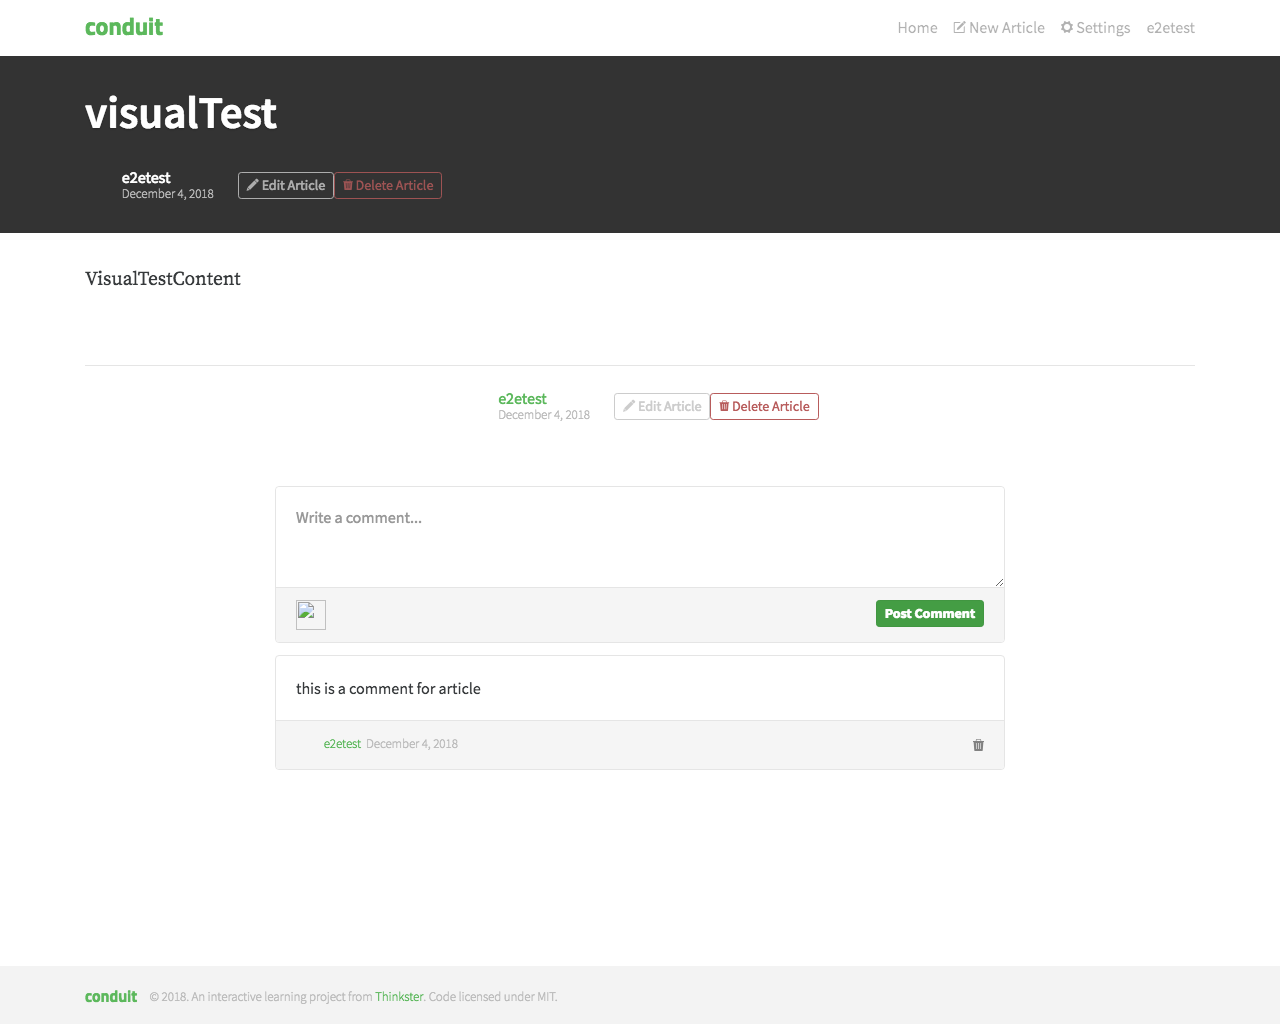 conduit
Home New Article Settings e2etest
visualTest
e2etest
December 4, 2018
Edit Article Delete Article
VisualTestContent
e2etest
December 4, 2018
Edit Article Delete Article
Write a comment...
Post Comment
this is a comment for article
e2etest December 4, 2018
conduit © 2018. An interactive learning project from Thinkster. Code licensed under MIT.